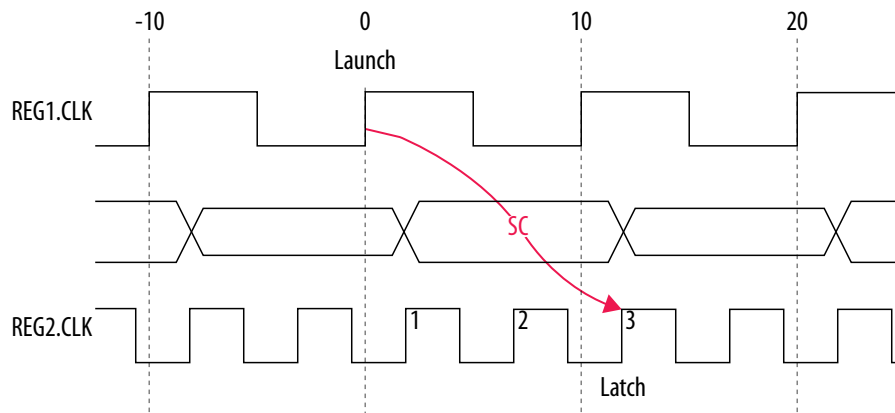 -10 0 10 20
Launch
REG1.CLK
SC
REG2.CLK 1 2 3
Latch